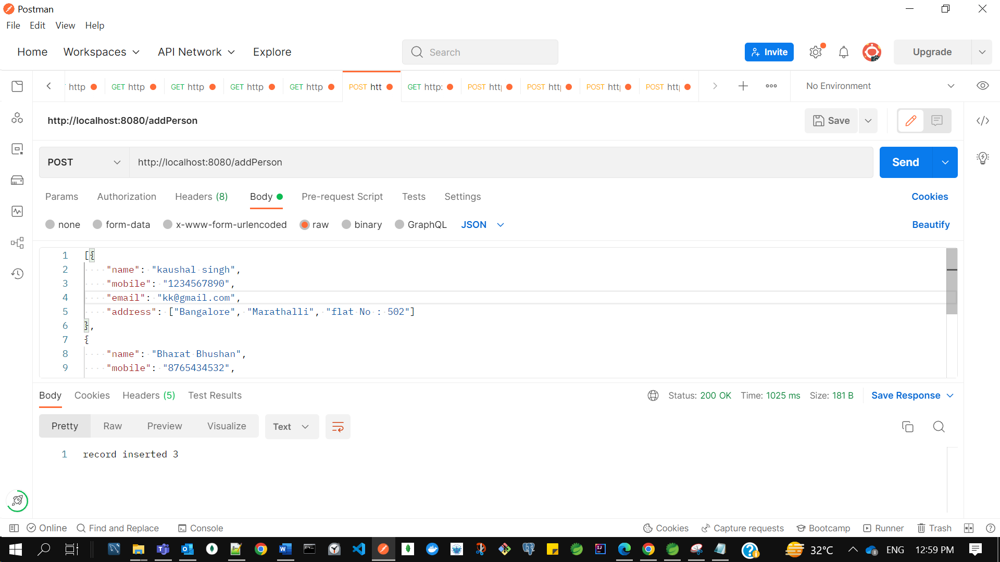 Postman
File Edit View Help
Home Workspaces API Network Explore Search Invite Upgrade
http GET http GET http GET http GET http POST htt GET http: POST htt POST htt POST htt POST htt No Environment
http://localhost:8080/addPerson Save
POST http://localhost:8080/addPerson Send
Params Authorization Headers (8) Body Pre-request Script Tests Settings Cookies
none form-data x-www-form-urlencoded raw binary GraphQL JSON Beautify
1 [{
2 "name": "kaushal singh",
3 "mobile": "1234567890",
4 "email": "kk@gmail.com",
5 "address": ["Bangalore", "Marathalli", "flat No : 502"]
6 },
7 {
8 "name": "Bharat Bhushan",
9 "mobile": "8765434532",
Body Cookies Headers (5) Test Results Status: 200 OK Time: 1025 ms Size: 181 B Save Response
Pretty Raw Preview Visualize Text
1 record inserted 3
Online Find and Replace Console Cookies Capture requests Bootcamp Runner Trash
32°C ENG 12:59 PM